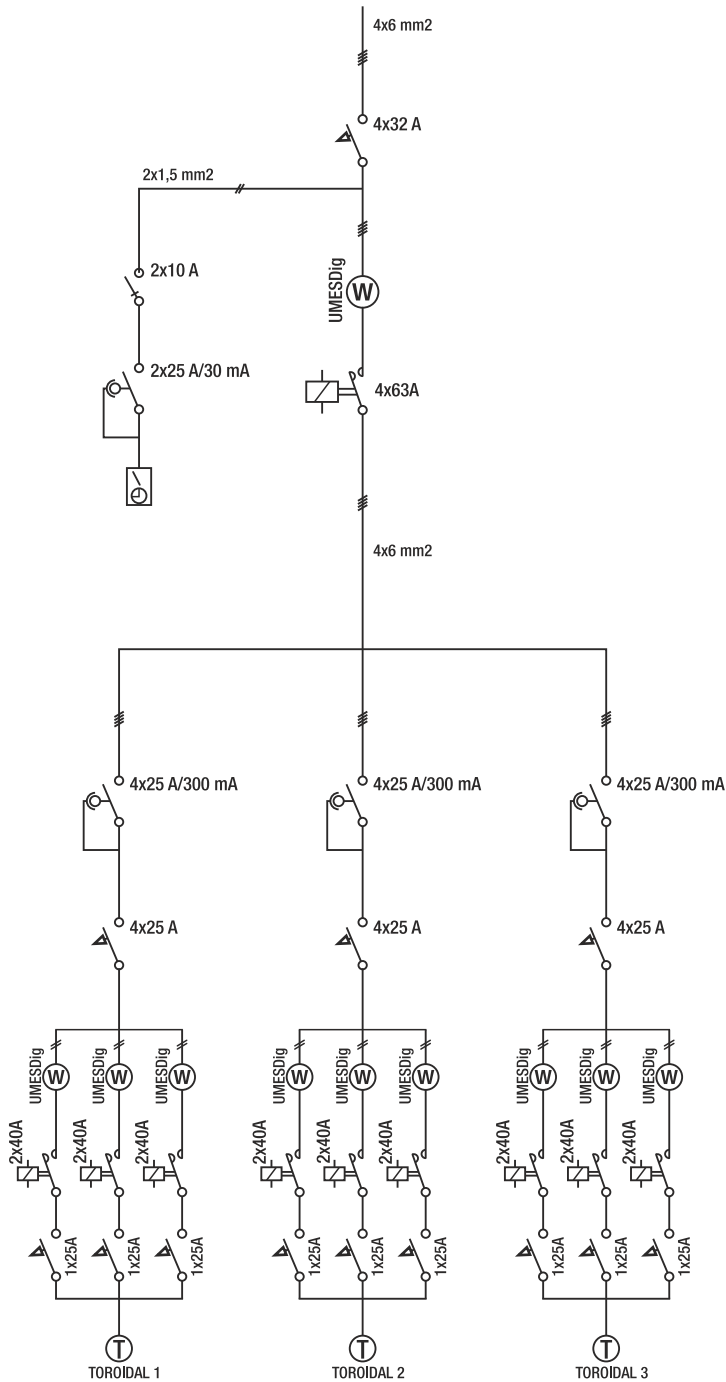 4x6 mm2
4x32 A
2x1,5 mm2
2x10 A
UMESDig
W
2x25 A/30 mA
4x63A
4x6 mm2
4x25 A/300 mA
4x25 A/300 mA
4x25 A/300 mA
4x25 A
4x25 A
4x25 A
UMESDig W UMESDig W UMESDig W
UMESDig W UMESDig W UMESDig W
UMESDig W UMESDig W UMESDig W
2x40A 2x40A 2x40A
2x40A 2x40A 2x40A
2x40A 2x40A 2x40A
1x25A 1x25A 1x25A
1x25A 1x25A 1x25A
1x25A 1x25A 1x25A
T
T
T
TOROIDAL 1
TOROIDAL 2
TOROIDAL 3